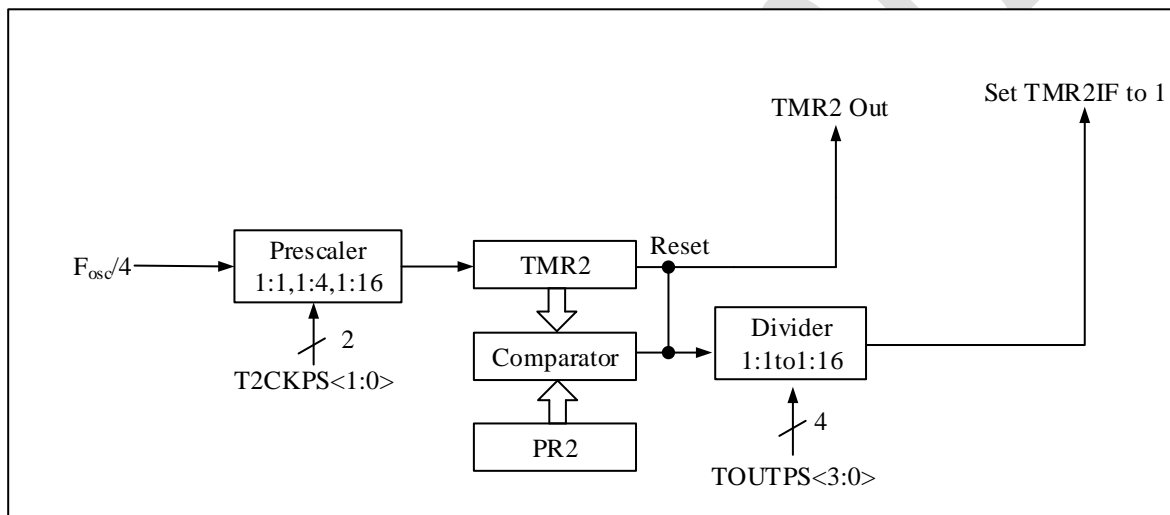 Set TMR2IF to 1
TMR2 Out
Fosc/4
Prescaler
1:1,1:4,1:16
TMR2
Reset
2
T2CKPS<1:0>
Comparator
Divider
1:1to1:16
PR2
4
TOUTPS<3:0>